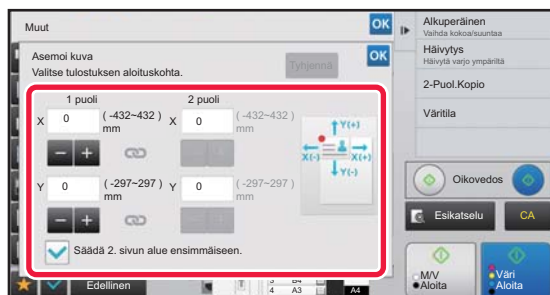 Muut
OK
Asemoi kuva
Valitse tulostuksen aloituskohta.
Tyhjennä
OK
1 puoli
2 puoli
X 0 ( -432~432 ) mm
X 0 ( -432~432 ) mm
Y(+)
X(-) X(+)
Y(-)
Y 0 ( -297~297 ) mm
Y 0 ( -297~297 ) mm
Säädä 2. sivun alue ensimmäiseen.
Edellinen
4 A3
A4
Alkuperäinen
Vaihda kokoa/suuntaa
Häivytys
Häivytä varjo ympäriltä
2-Puol.Kopio
Väritila
Oikovedos
Esikatselu
CA
M/V
Aloita
Väri
Aloita